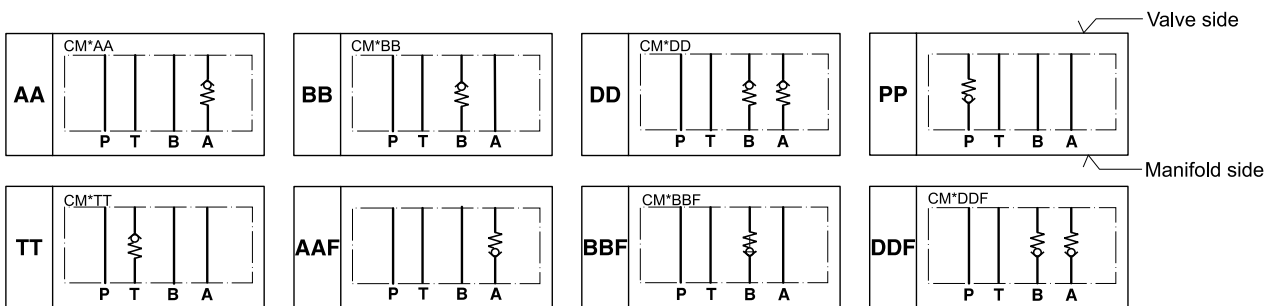 Valve side
CM*AA
AA
P T B A
CM*BB
BB
P T B A
CM*DD
DD
P T B A
PP
P T B A
Manifold side
CM*TT
TT
P T B A
AAF
P T B A
CM*BBF
BBF
P T B A
CM*DDF
DDF
P T B A